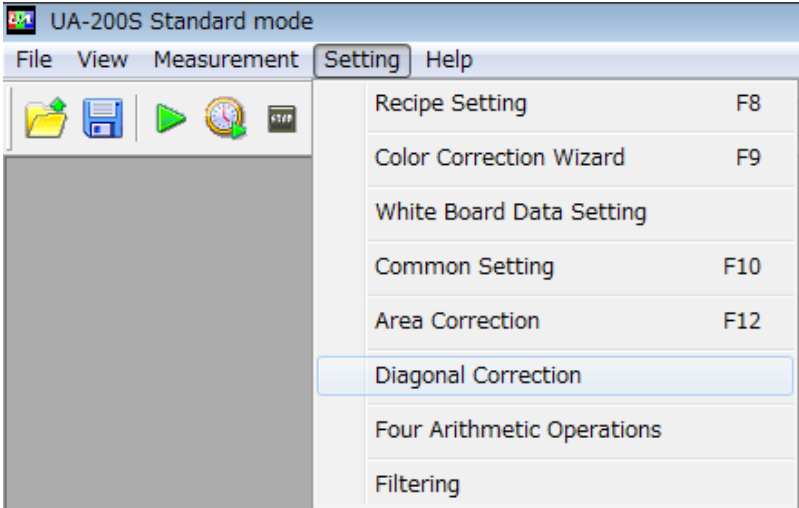 UA-200S Standard mode
File View Measurement Setting Help
STOP
Recipe Setting F8
Color Correction Wizard F9
White Board Data Setting
Common Setting F10
Area Correction F12
Diagonal Correction
Four Arithmetic Operations
Filtering